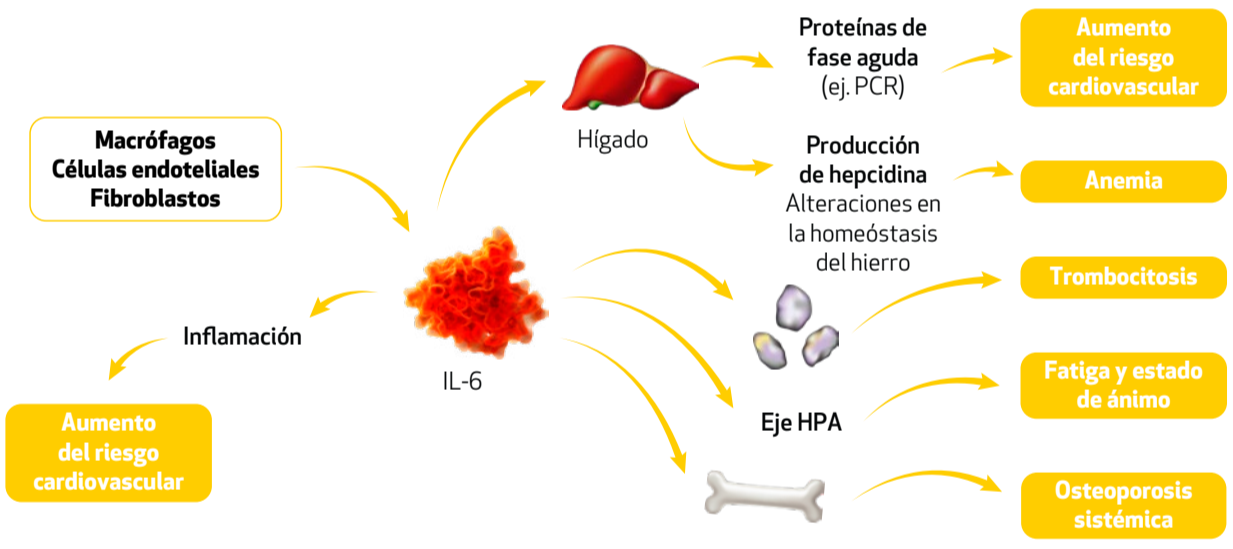 Macrófagos
Células endoteliales
Fibroblastos
Inflamación
Aumento
del riesgo
cardiovascular
IL-6
Hígado
Proteínas de
fase aguda
(ej. PCR)
Aumento
del riesgo
cardiovascular
Producción
de hepcidina
Alteraciones en
la homeóstasis
del hierro
Anemia
Trombocitosis
Eje HPA
Fatiga y estado
de ánimo
Osteoporosis
sistémica